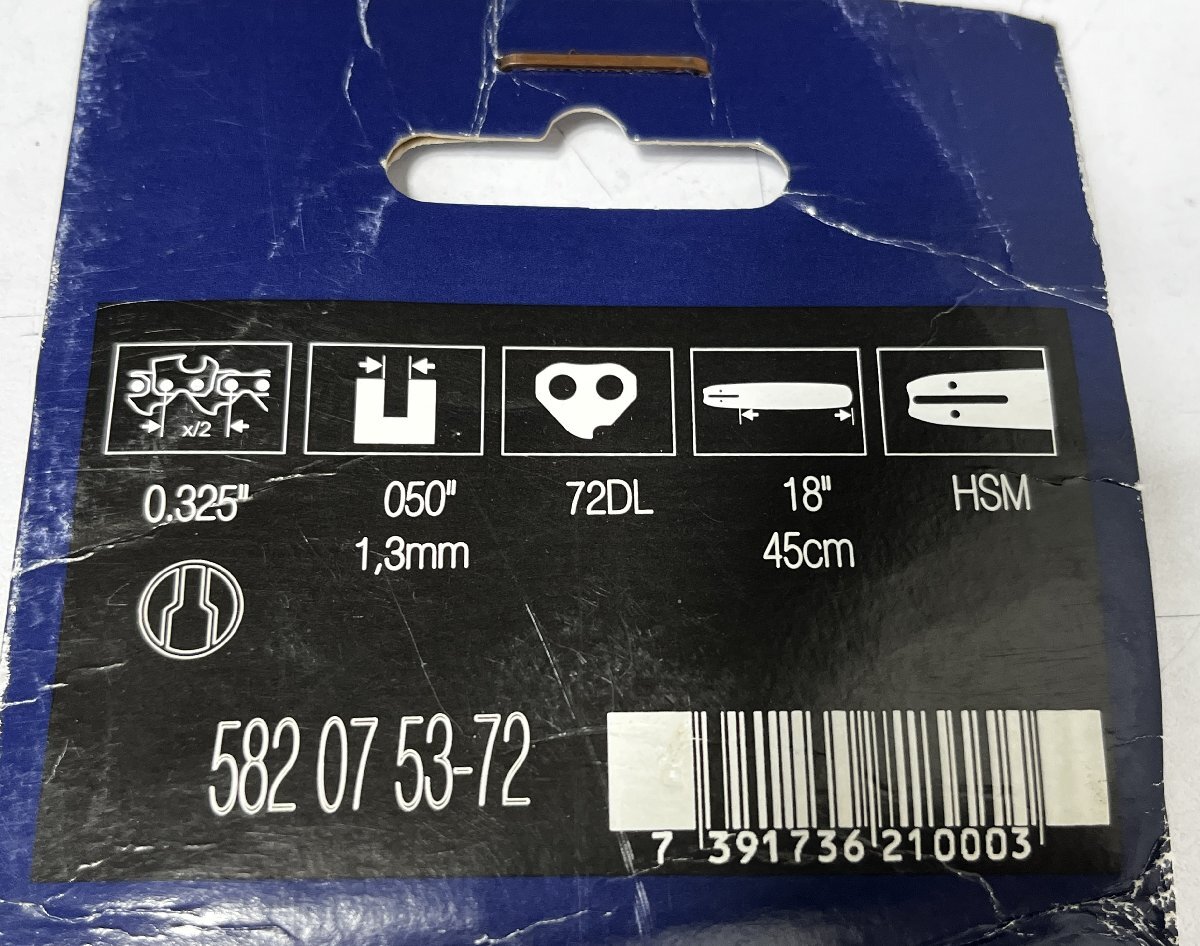 x/2
0.325" 050" 72DL 18" HSM
1,3mm 45cm
582 07 53-72
7 391736 210003